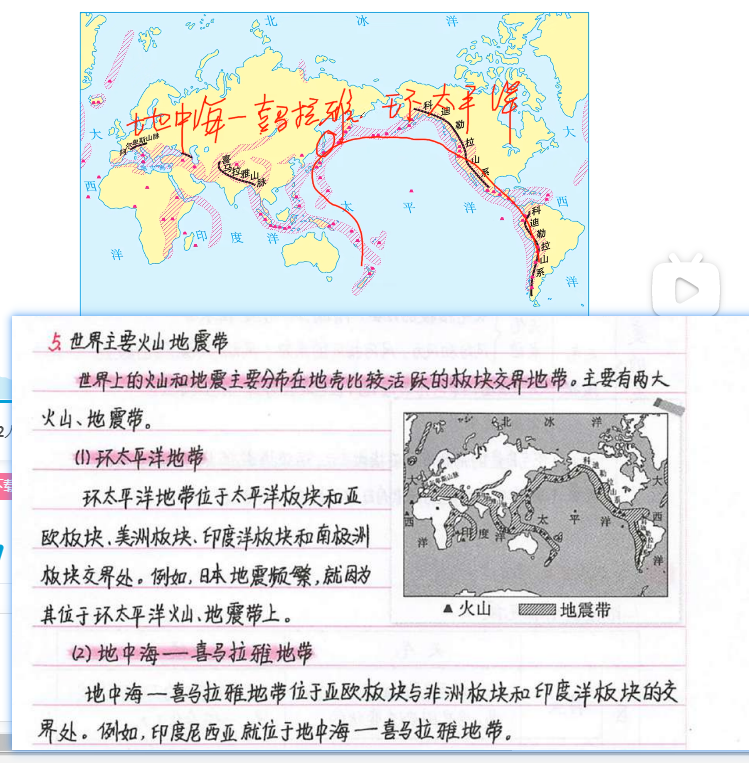 北 冰 洋
地中海－喜马拉雅、环太平洋
科迪勒拉山系
大
大
阿尔卑斯山脉
喜马拉雅山脉
西
太 平 洋
西
科迪勒拉山系
洋
印 度 洋
洋
5.世界主要火山地震带
世界上的火山和地震主要分布在地壳比较活跃的板块交界地带。主要有两大
火山、地震带。
(1)环太平洋地带
环太平洋地带位于太平洋板块和亚
欧板块、美洲板块、印度洋板块和南极洲
板块交界处。例如,日本地震频繁,就因为
其位于环太平洋火山、地震带上。
北 冰 洋
科迪勒拉山系
大
大
西
太 平 洋
西
洋
印 度 洋
洋
▲火山 地震带
(2)地中海—喜马拉雅地带
地中海—喜马拉雅地带位于亚欧板块与非洲板块和印度洋板块的交
界处。例如,印度尼西亚就位于地中海—喜马拉雅地带。